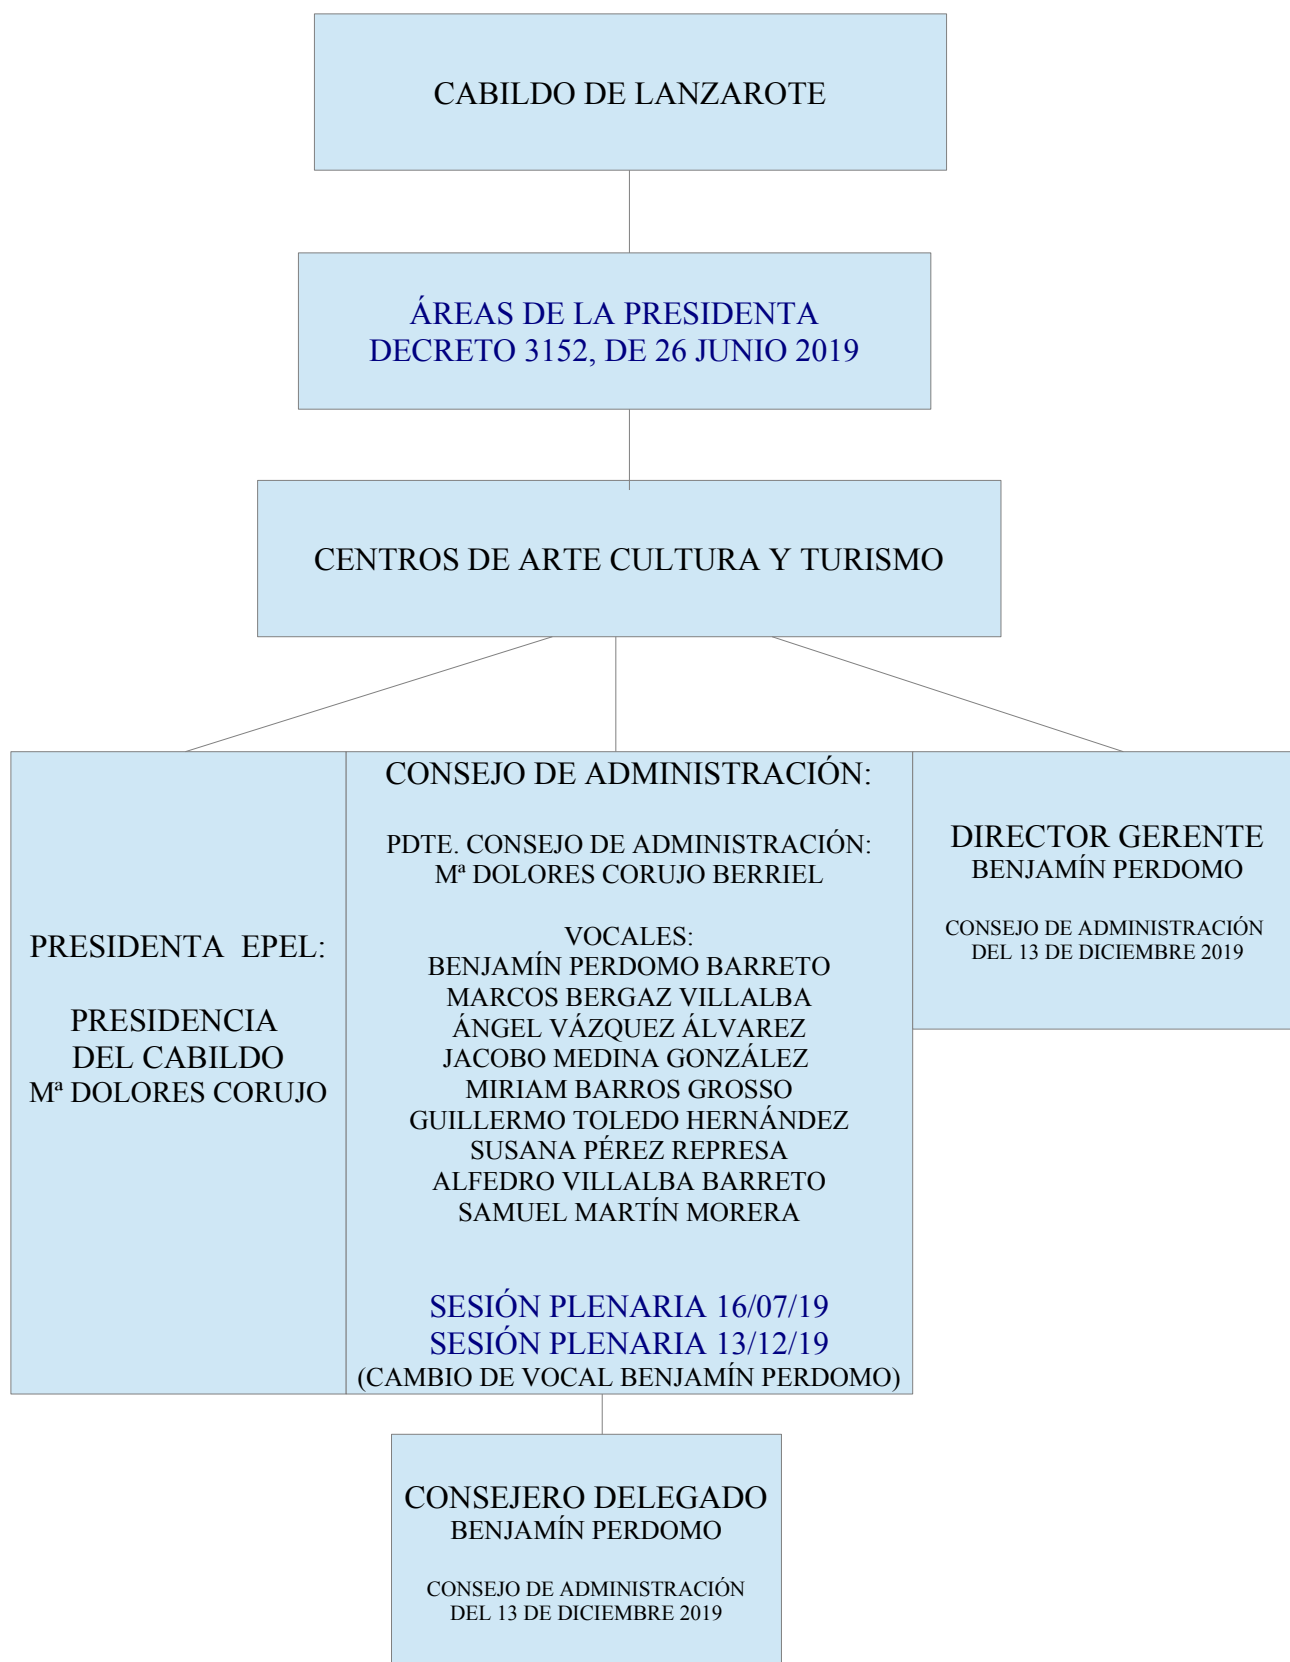 CABILDO DE LANZAROTE
ÁREAS DE LA PRESIDENTA
DECRETO 3152, DE 26 JUNIO 2019
CENTROS DE ARTE CULTURA Y TURISMO
PRESIDENTA EPEL:
PRESIDENCIA
DEL CABILDO
Mª DOLORES CORUJO
CONSEJO DE ADMINISTRACIÓN:
PDTE. CONSEJO DE ADMINISTRACIÓN:
Mª DOLORES CORUJO BERRIEL
VOCALES:
BENJAMÍN PERDOMO BARRETO
MARCOS BERGAZ VILLALBA
ÁNGEL VÁZQUEZ ÁLVAREZ
JACOBO MEDINA GONZÁLEZ
MIRIAM BARROS GROSSO
GUILLERMO TOLEDO HERNÁNDEZ
SUSANA PÉREZ REPRESA
ALFEDRO VILLALBA BARRETO
SAMUEL MARTÍN MORERA
SESIÓN PLENARIA 16/07/19
SESIÓN PLENARIA 13/12/19
(CAMBIO DE VOCAL BENJAMÍN PERDOMO)
DIRECTOR GERENTE
BENJAMÍN PERDOMO
CONSEJO DE ADMINISTRACIÓN
DEL 13 DE DICIEMBRE 2019
CONSEJERO DELEGADO
BENJAMÍN PERDOMO
CONSEJO DE ADMINISTRACIÓN
DEL 13 DE DICIEMBRE 2019